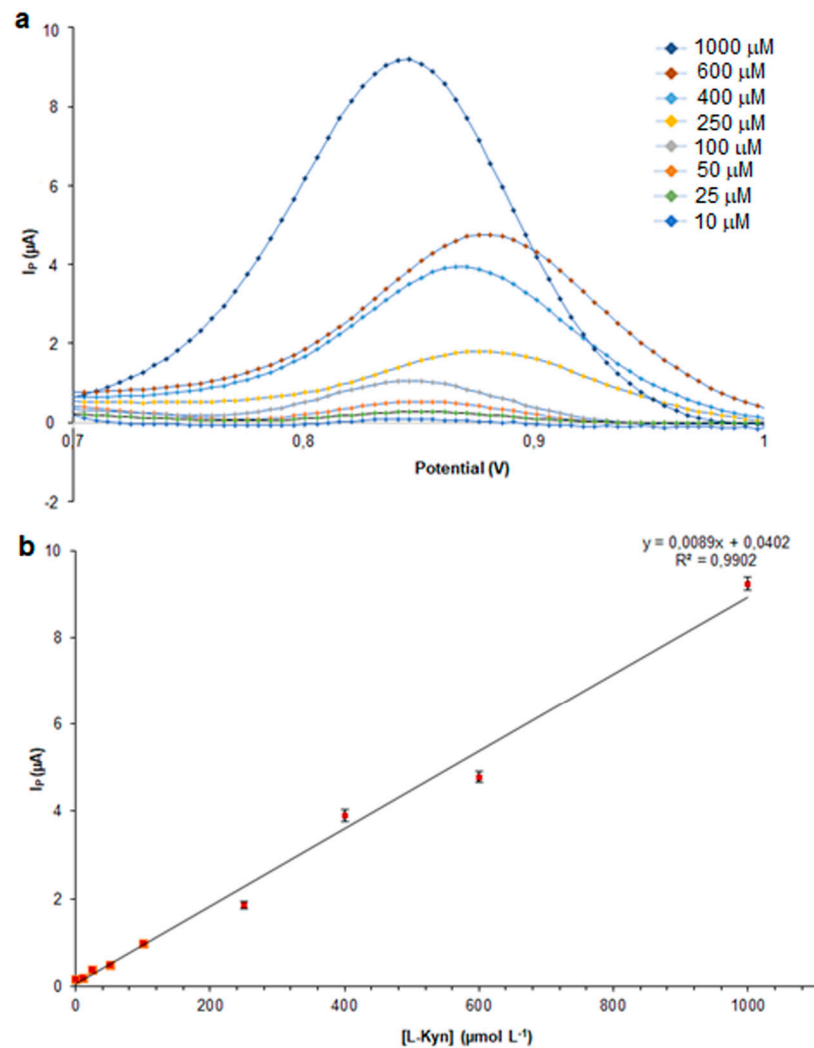 a
10
8
6
4
2
0
-2
I_P (µA)
0,7
0,8
0,9
1
Potential (V)
1000 µM
600 µM
400 µM
250 µM
100 µM
50 µM
25 µM
10 µM
b
y = 0,0089x + 0,0402
R² = 0,9902
10
8
6
4
2
0
I_P (µA)
0
200
400
600
800
1000
[L-Kyn] (µmol L⁻¹)